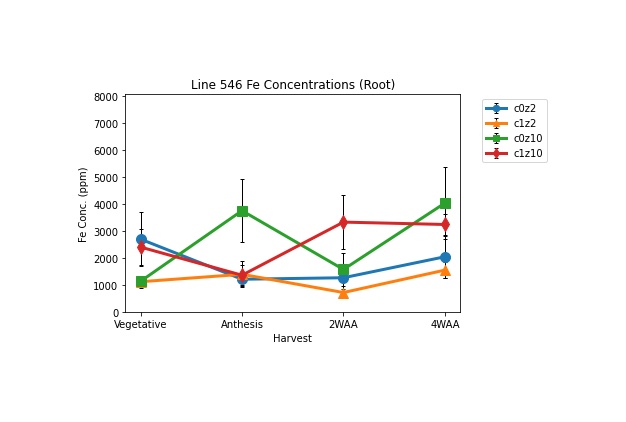 Line 546 Fe Concentrations (Root)
8000
7000
6000
5000
4000
3000
2000
1000
0
Fe Conc. (ppm)
Vegetative Anthesis 2WAA 4WAA
Harvest
c0z2
c1z2
c0z10
c1z10